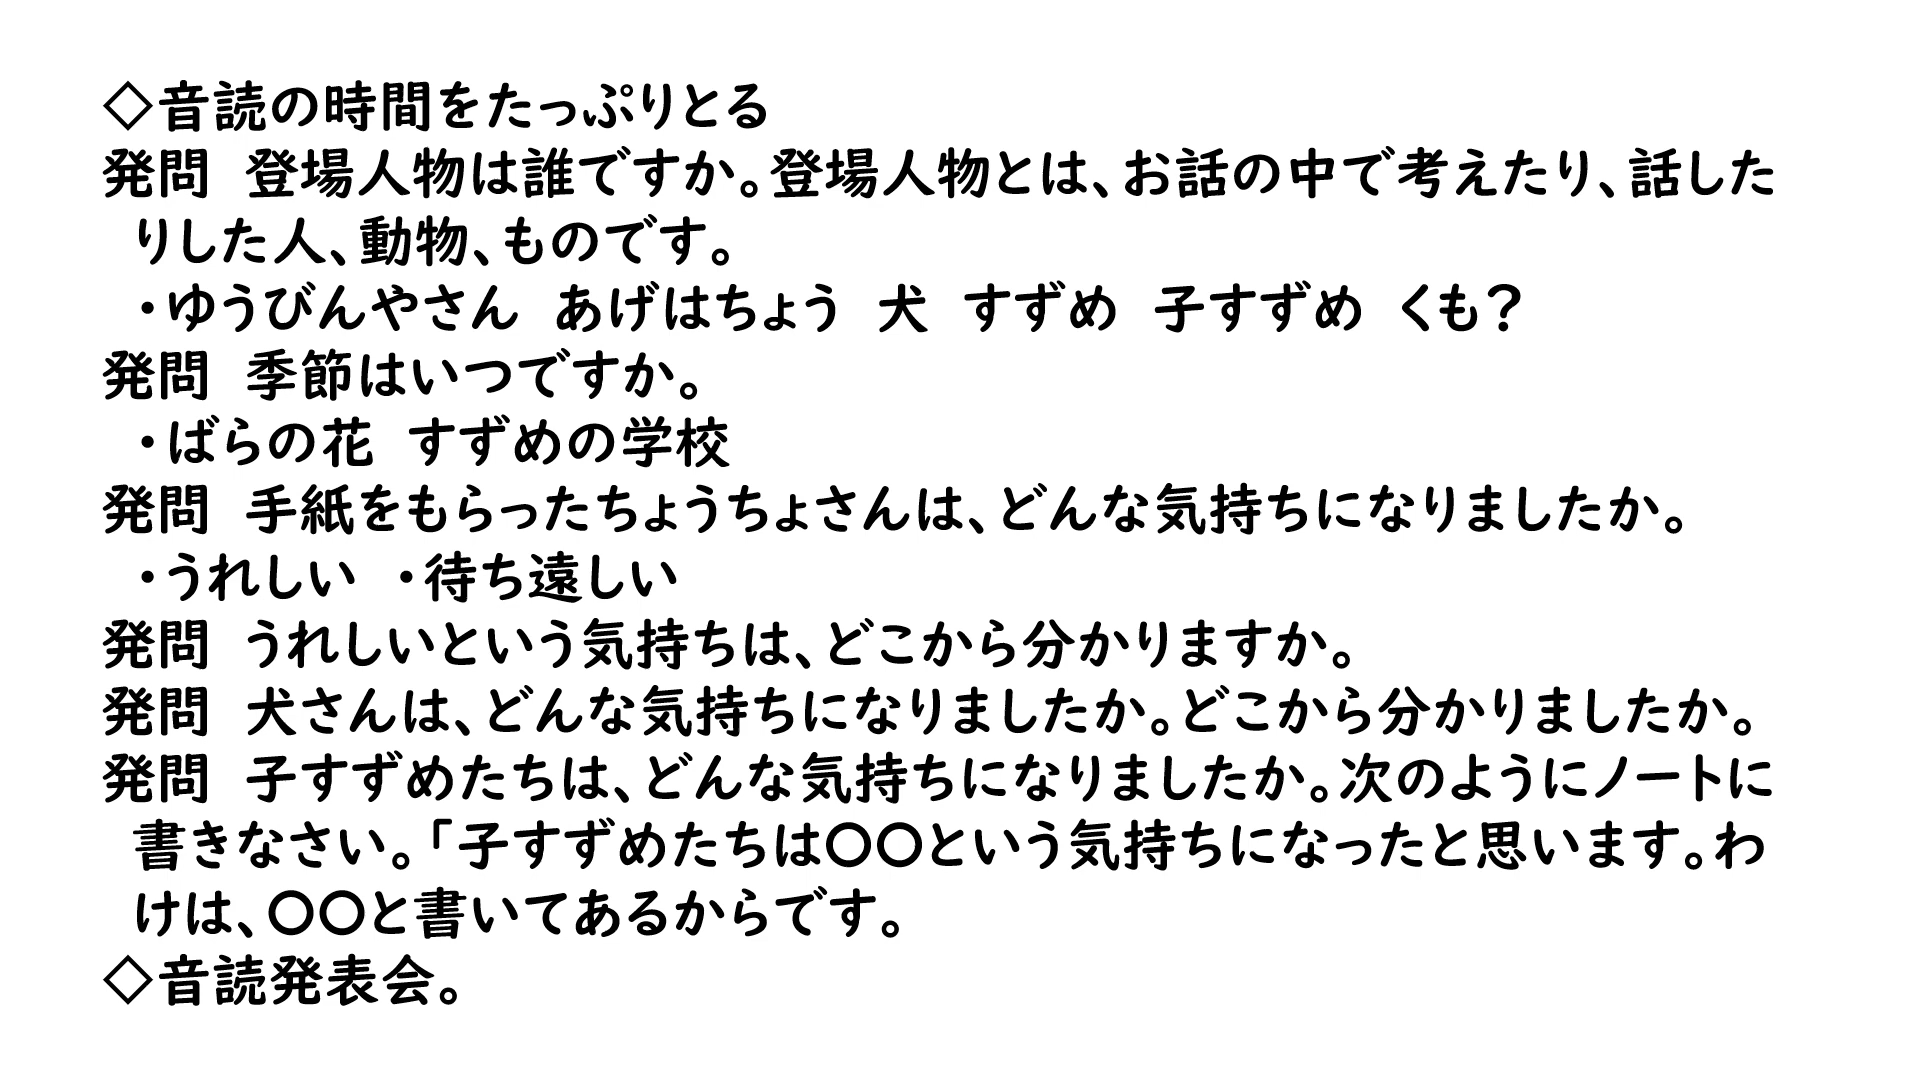 ◇音読の時間をたっぷりとる
発問　登場人物は誰ですか。登場人物とは、お話の中で考えたり、話した
りした人、動物、ものです。
・ゆうびんやさん　あげはちょう　犬　すずめ　子すずめ　くも？
発問　季節はいつですか。
・ばらの花　すずめの学校
発問　手紙をもらったちょうちょさんは、どんな気持ちになりましたか。
・うれしい　・待ち遠しい
発問　うれしいという気持ちは、どこから分かりますか。
発問　犬さんは、どんな気持ちになりましたか。どこから分かりましたか。
発問　子すずめたちは、どんな気持ちになりましたか。次のようにノートに
書きなさい。「子すずめたちは〇〇という気持ちになったと思います。わ
けは、〇〇と書いてあるからです。
◇音読発表会。